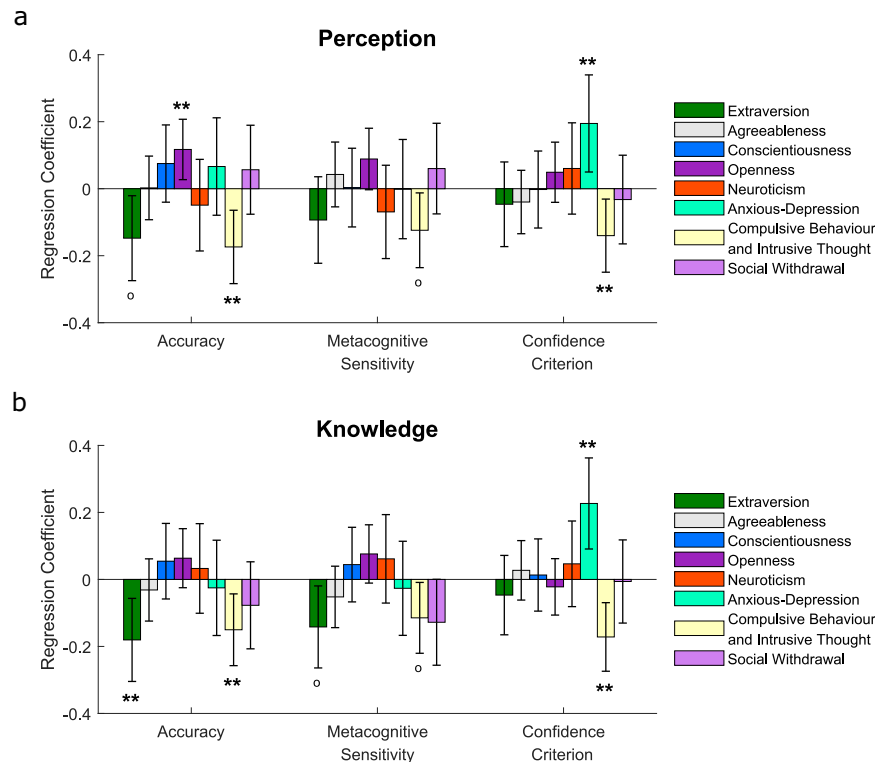 a
Perception
Regression Coefficient
0.4
0.2
0
-0.2
-0.4
**
o
**
o
**
**
Accuracy
Metacognitive
Sensitivity
Confidence
Criterion
Extraversion
Agreeableness
Conscientiousness
Openness
Neuroticism
Anxious-Depression
Compulsive Behaviour
and Intrusive Thought
Social Withdrawal
b
Knowledge
Regression Coefficient
0.4
0.2
0
-0.2
-0.4
**
**
o
o
**
**
Accuracy
Metacognitive
Sensitivity
Confidence
Criterion
Extraversion
Agreeableness
Conscientiousness
Openness
Neuroticism
Anxious-Depression
Compulsive Behaviour
and Intrusive Thought
Social Withdrawal